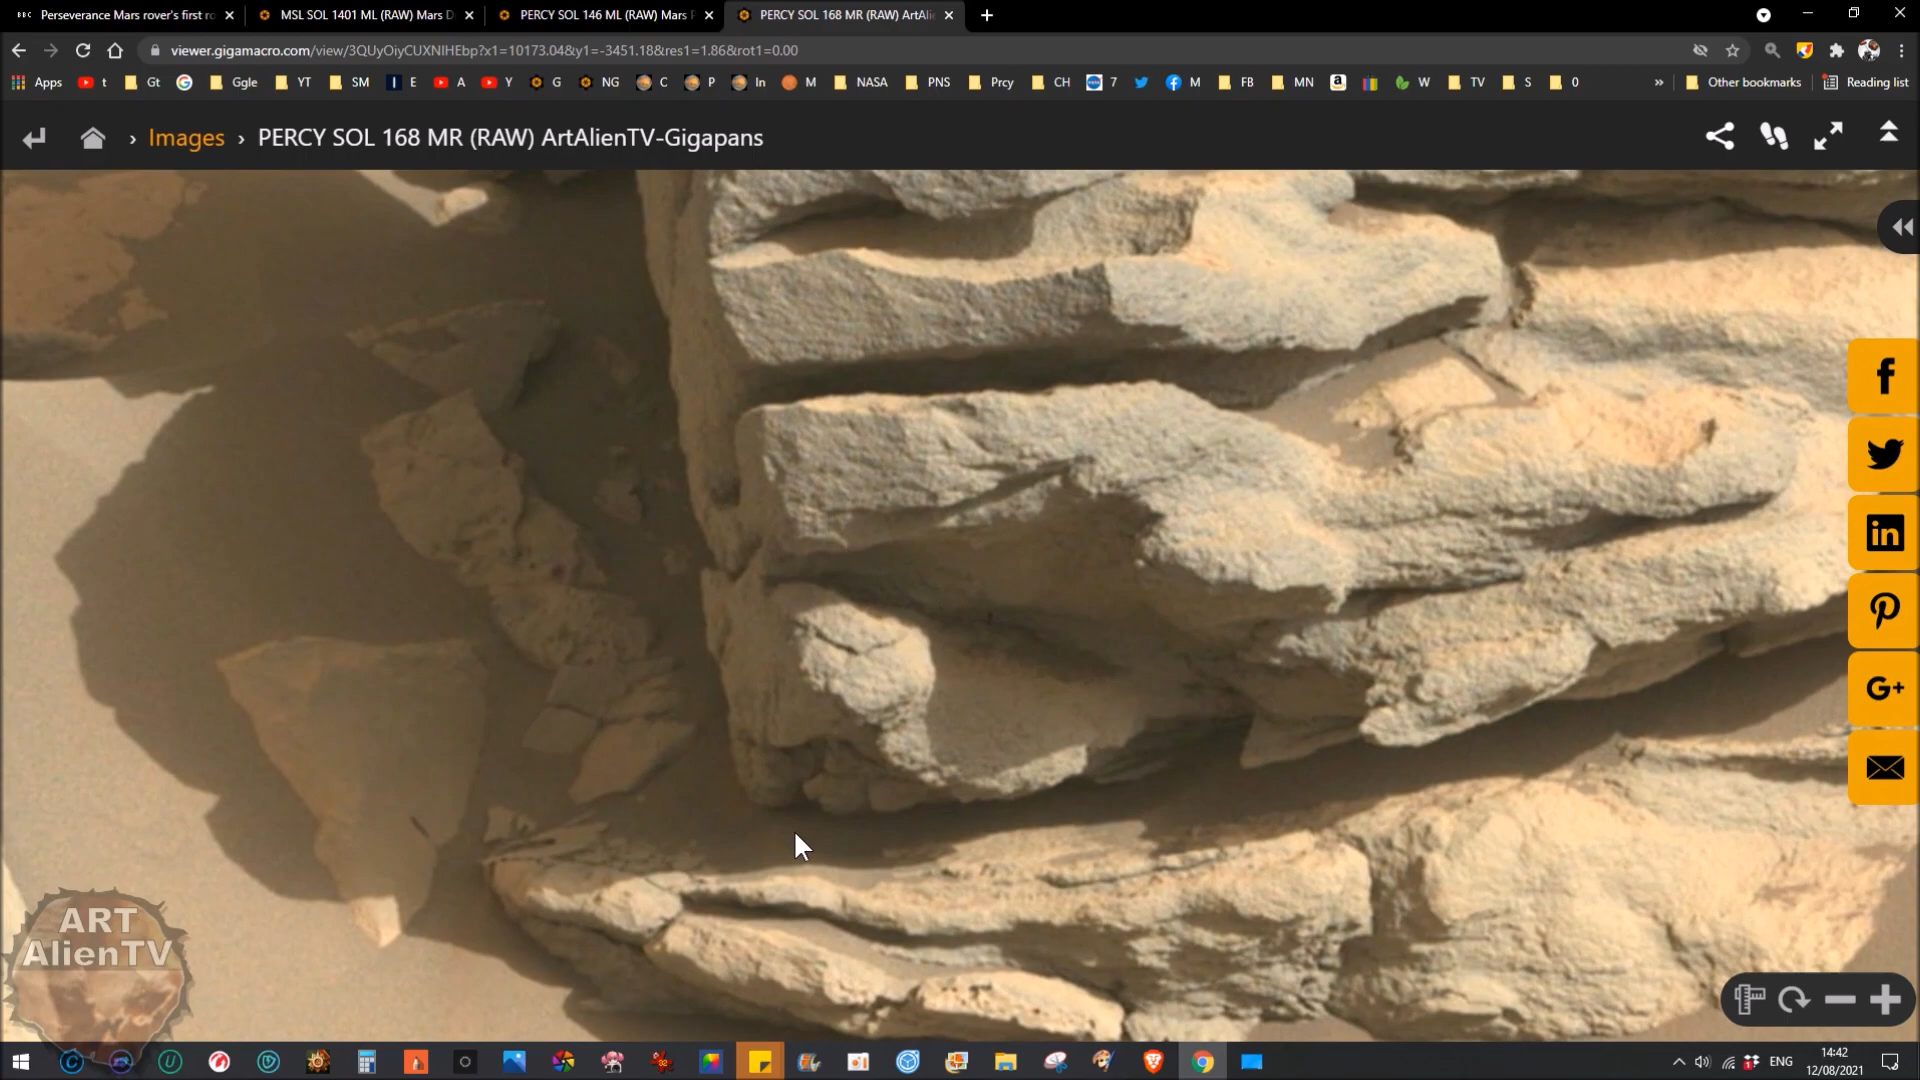 BBC Perseverance Mars rover's first ro
MSL SOL 1401 ML (RAW) Mars D
PERCY SOL 146 ML (RAW) Mars P
PERCY SOL 168 MR (RAW) ArtAlie
viewer.gigamacro.com/view/3QUyOiyCUXNIHEbp?x1=10173.04&y1=-3451.18&res1=1.86&rot1=0.00
Apps t Gt Ggle YT SM I E A Y G NG C P In M NASA PNS Prcy CH 7 M FB MN a W TV S 0 » Other bookmarks Reading list
› Images › PERCY SOL 168 MR (RAW) ArtAlienTV-Gigapans
f
in
G+
ART
AlienTV
ENG
14:42
12/08/2021